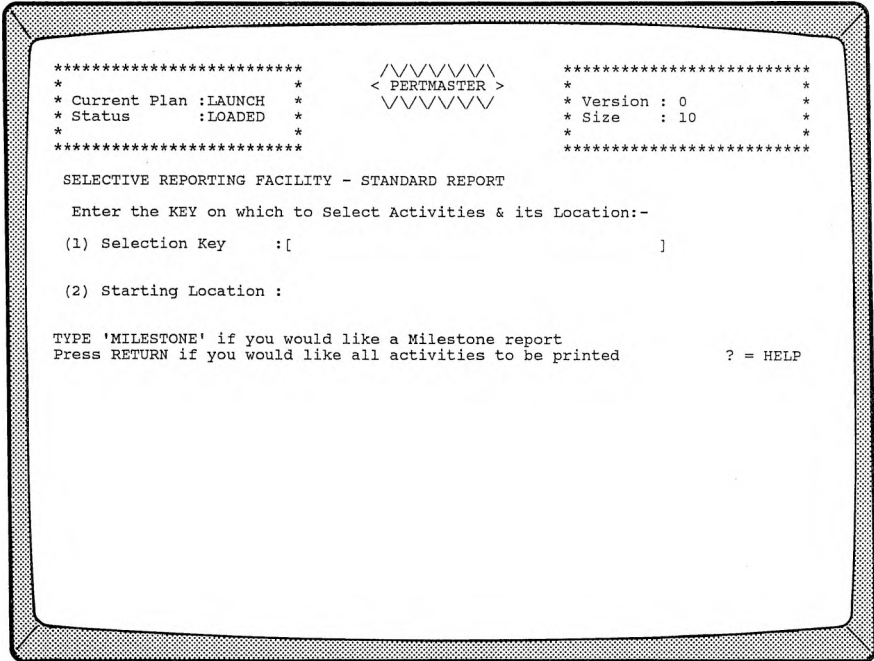 **************************   /\/\/\/\/\/\   **************************
*                        *  < PERTMASTER >  *                        *
* Current Plan :LAUNCH   *   \/\/\/\/\/\/   * Version : 0            *
* Status       :LOADED   *                  * Size    : 10           *
*                        *                  *                        *
**************************                  **************************
SELECTIVE REPORTING FACILITY - STANDARD REPORT
Enter the KEY on which to Select Activities & its Location:-
(1) Selection Key     :[                                       ]
(2) Starting Location :
TYPE 'MILESTONE' if you would like a Milestone report
Press RETURN if you would like all activities to be printed           ? = HELP